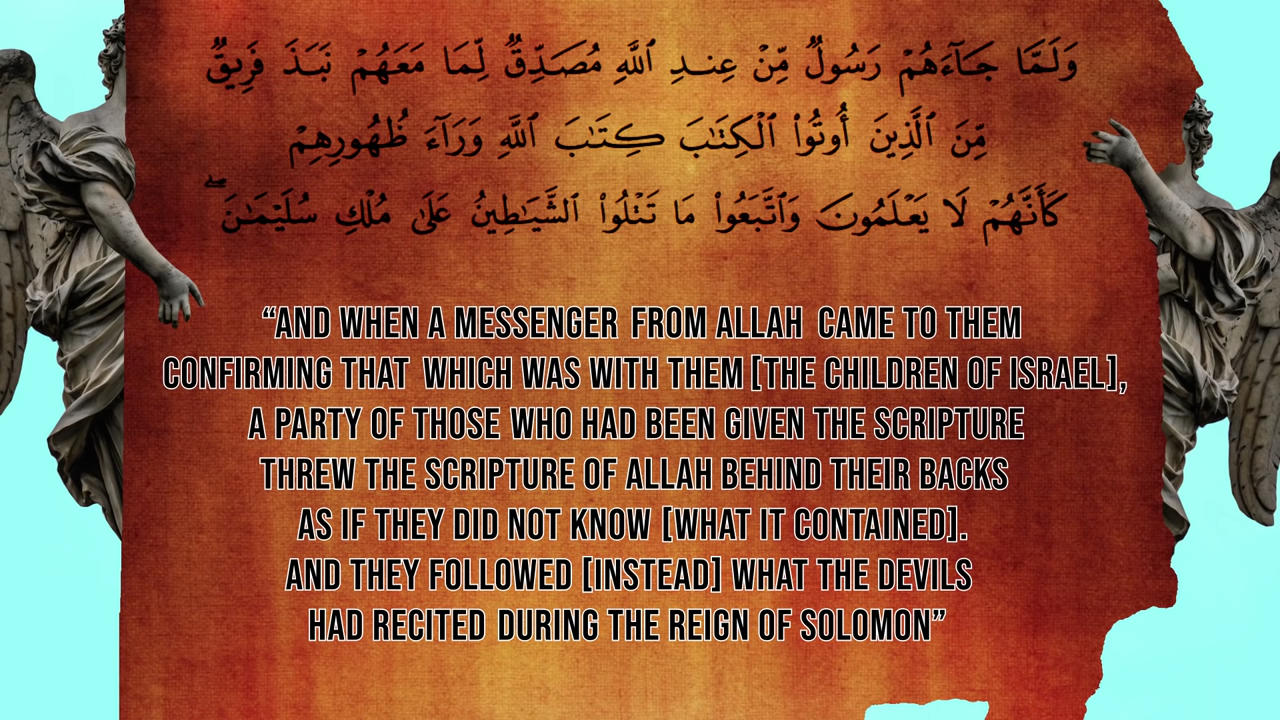 وَلَمَّا جَآءَهُمْ رَسُولٌ مِّنْ عِندِ ٱللَّهِ مُصَدِّقٌ لِّمَا مَعَهُمْ نَبَذَ فَرِيقٌ
مِّنَ ٱلَّذِينَ أُوتُوا۟ ٱلْكِتَٰبَ كِتَٰبَ ٱللَّهِ وَرَآءَ ظُهُورِهِمْ
كَأَنَّهُمْ لَا يَعْلَمُونَ وَٱتَّبَعُوا۟ مَا تَتْلُوا۟ ٱلشَّيَٰطِينُ عَلَىٰ مُلْكِ سُلَيْمَٰنَ ۖ
“AND WHEN A MESSENGER FROM ALLAH CAME TO THEM
CONFIRMING THAT WHICH WAS WITH THEM [THE CHILDREN OF ISRAEL],
A PARTY OF THOSE WHO HAD BEEN GIVEN THE SCRIPTURE
THREW THE SCRIPTURE OF ALLAH BEHIND THEIR BACKS
AS IF THEY DID NOT KNOW [WHAT IT CONTAINED].
AND THEY FOLLOWED [INSTEAD] WHAT THE DEVILS
HAD RECITED DURING THE REIGN OF SOLOMON”